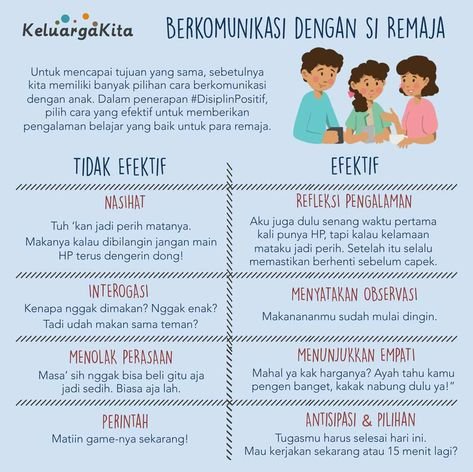 KeluargaKita
BERKOMUNIKASI DENGAN SI REMAJA
Untuk mencapai tujuan yang sama, sebetulnya
kita memiliki banyak pilihan cara berkomunikasi
dengan anak. Dalam penerapan #DisiplinPositif,
pilih cara yang efektif untuk memberikan
pengalaman belajar yang baik untuk para remaja.
TIDAK EFEKTIF
EFEKTIF
NASIHAT
Tuh 'kan jadi perih matanya.
Makanya kalau dibilangin jangan main
HP terus dengerin dong!
REFLEKSI PENGALAMAN
Aku juga dulu senang waktu pertama
kali punya HP, tapi kalau kelamaan
mataku jadi perih. Setelah itu selalu
memastikan berhenti sebelum capek.
INTEROGASI
Kenapa nggak dimakan? Nggak enak?
Tadi udah makan sama teman?
MENYATAKAN OBSERVASI
Makanananmu sudah mulai dingin.
MENOLAK PERASAAN
Masa' sih nggak bisa beli gitu aja
jadi sedih. Biasa aja lah.
MENUNJUKKAN EMPATI
Mahal ya kak harganya? Ayah tahu kamu
pengen banget, kakak nabung dulu ya!"
PERINTAH
Matiin game-nya sekarang!
ANTISIPASI & PILIHAN
Tugasmu harus selesai hari ini.
Mau kerjakan sekarang atau 15 menit lagi?